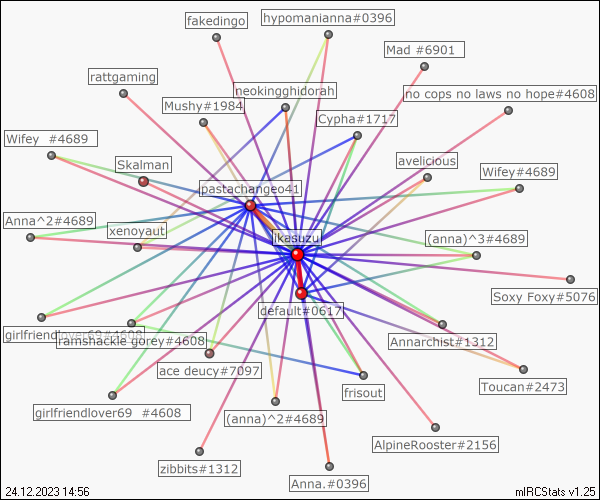 fakedingo
hypomanianna#0396
Mad #6901
rattgaming
neokingghidorah
no cops no laws no hope#4608
Mushy#1984
Cypha#1717
Wifey  #4689
Skalman
avelicious
Wifey#4689
pastachangeo41
Anna^2#4689
xenoyaut
jkasuzu
(anna)^3#4689
Soxy Foxy#5076
default#0617
girlfriendlover69#4608
ramshackle gorey#4608
Annarchist#1312
ace deucy#7097
frisout
Toucan#2473
girlfriendlover69  #4608
(anna)^2#4689
AlpineRooster#2156
zibbits#1312
Anna.#0396
24.12.2023 14:56
mIRCStats v1.25